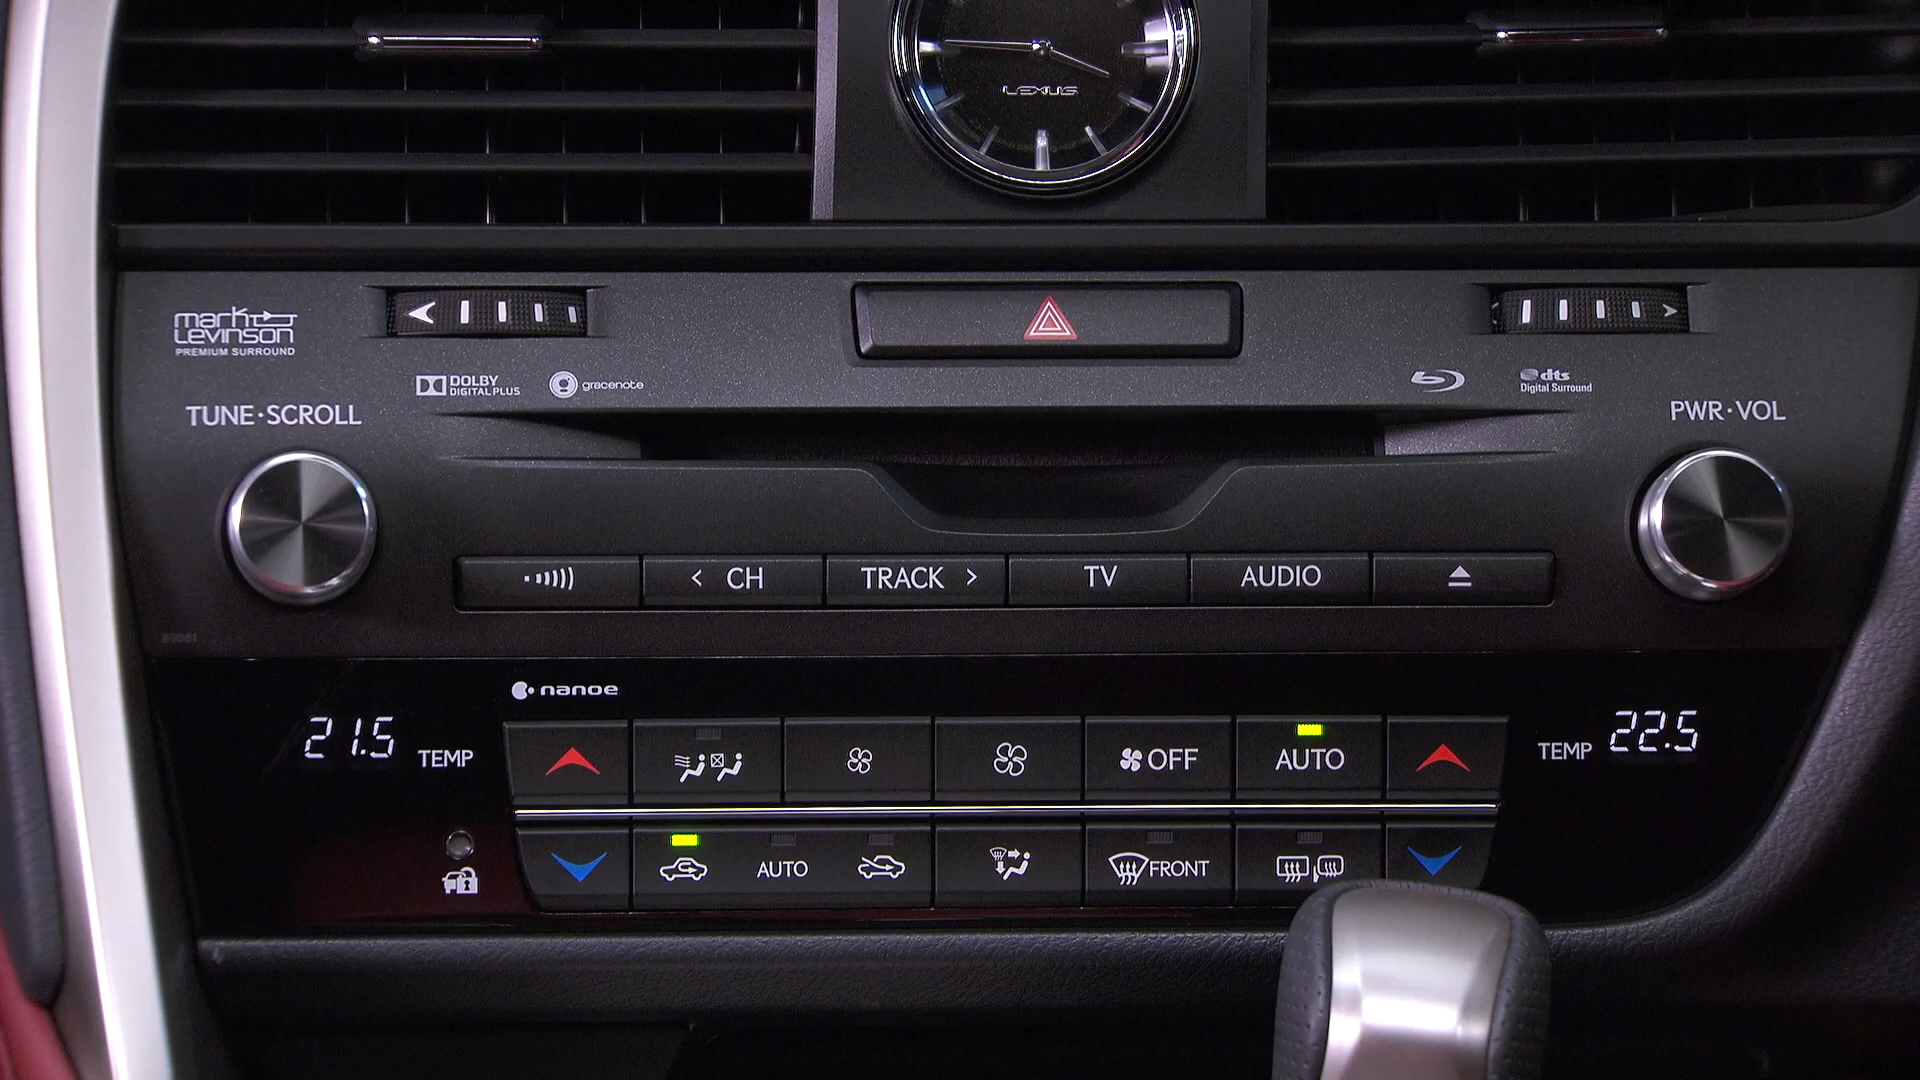 LEXUS
mark
Levinson
PREMIUM SURROUND
DOLBY
DIGITAL PLUS
gracenote
dts
Digital Surround
TUNE·SCROLL
PWR·VOL
< CH
TRACK >
TV
AUDIO
89081
nanoe
21.5 TEMP
OFF
AUTO
TEMP 22.5
AUTO
FRONT